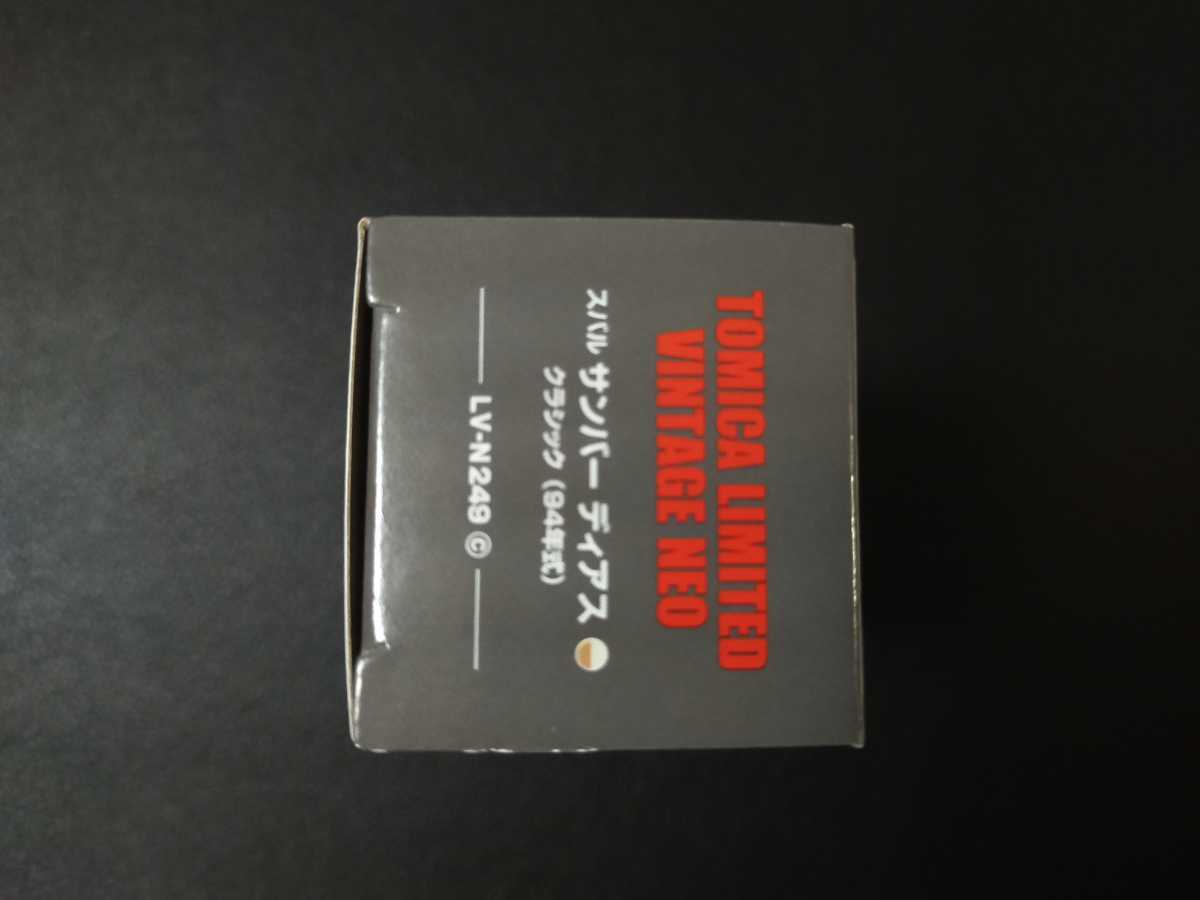 TOMICA LIMITED
VINTAGE NEO
スバル サンバー ディアス
クラシック (94年式)
LV-N249 ©